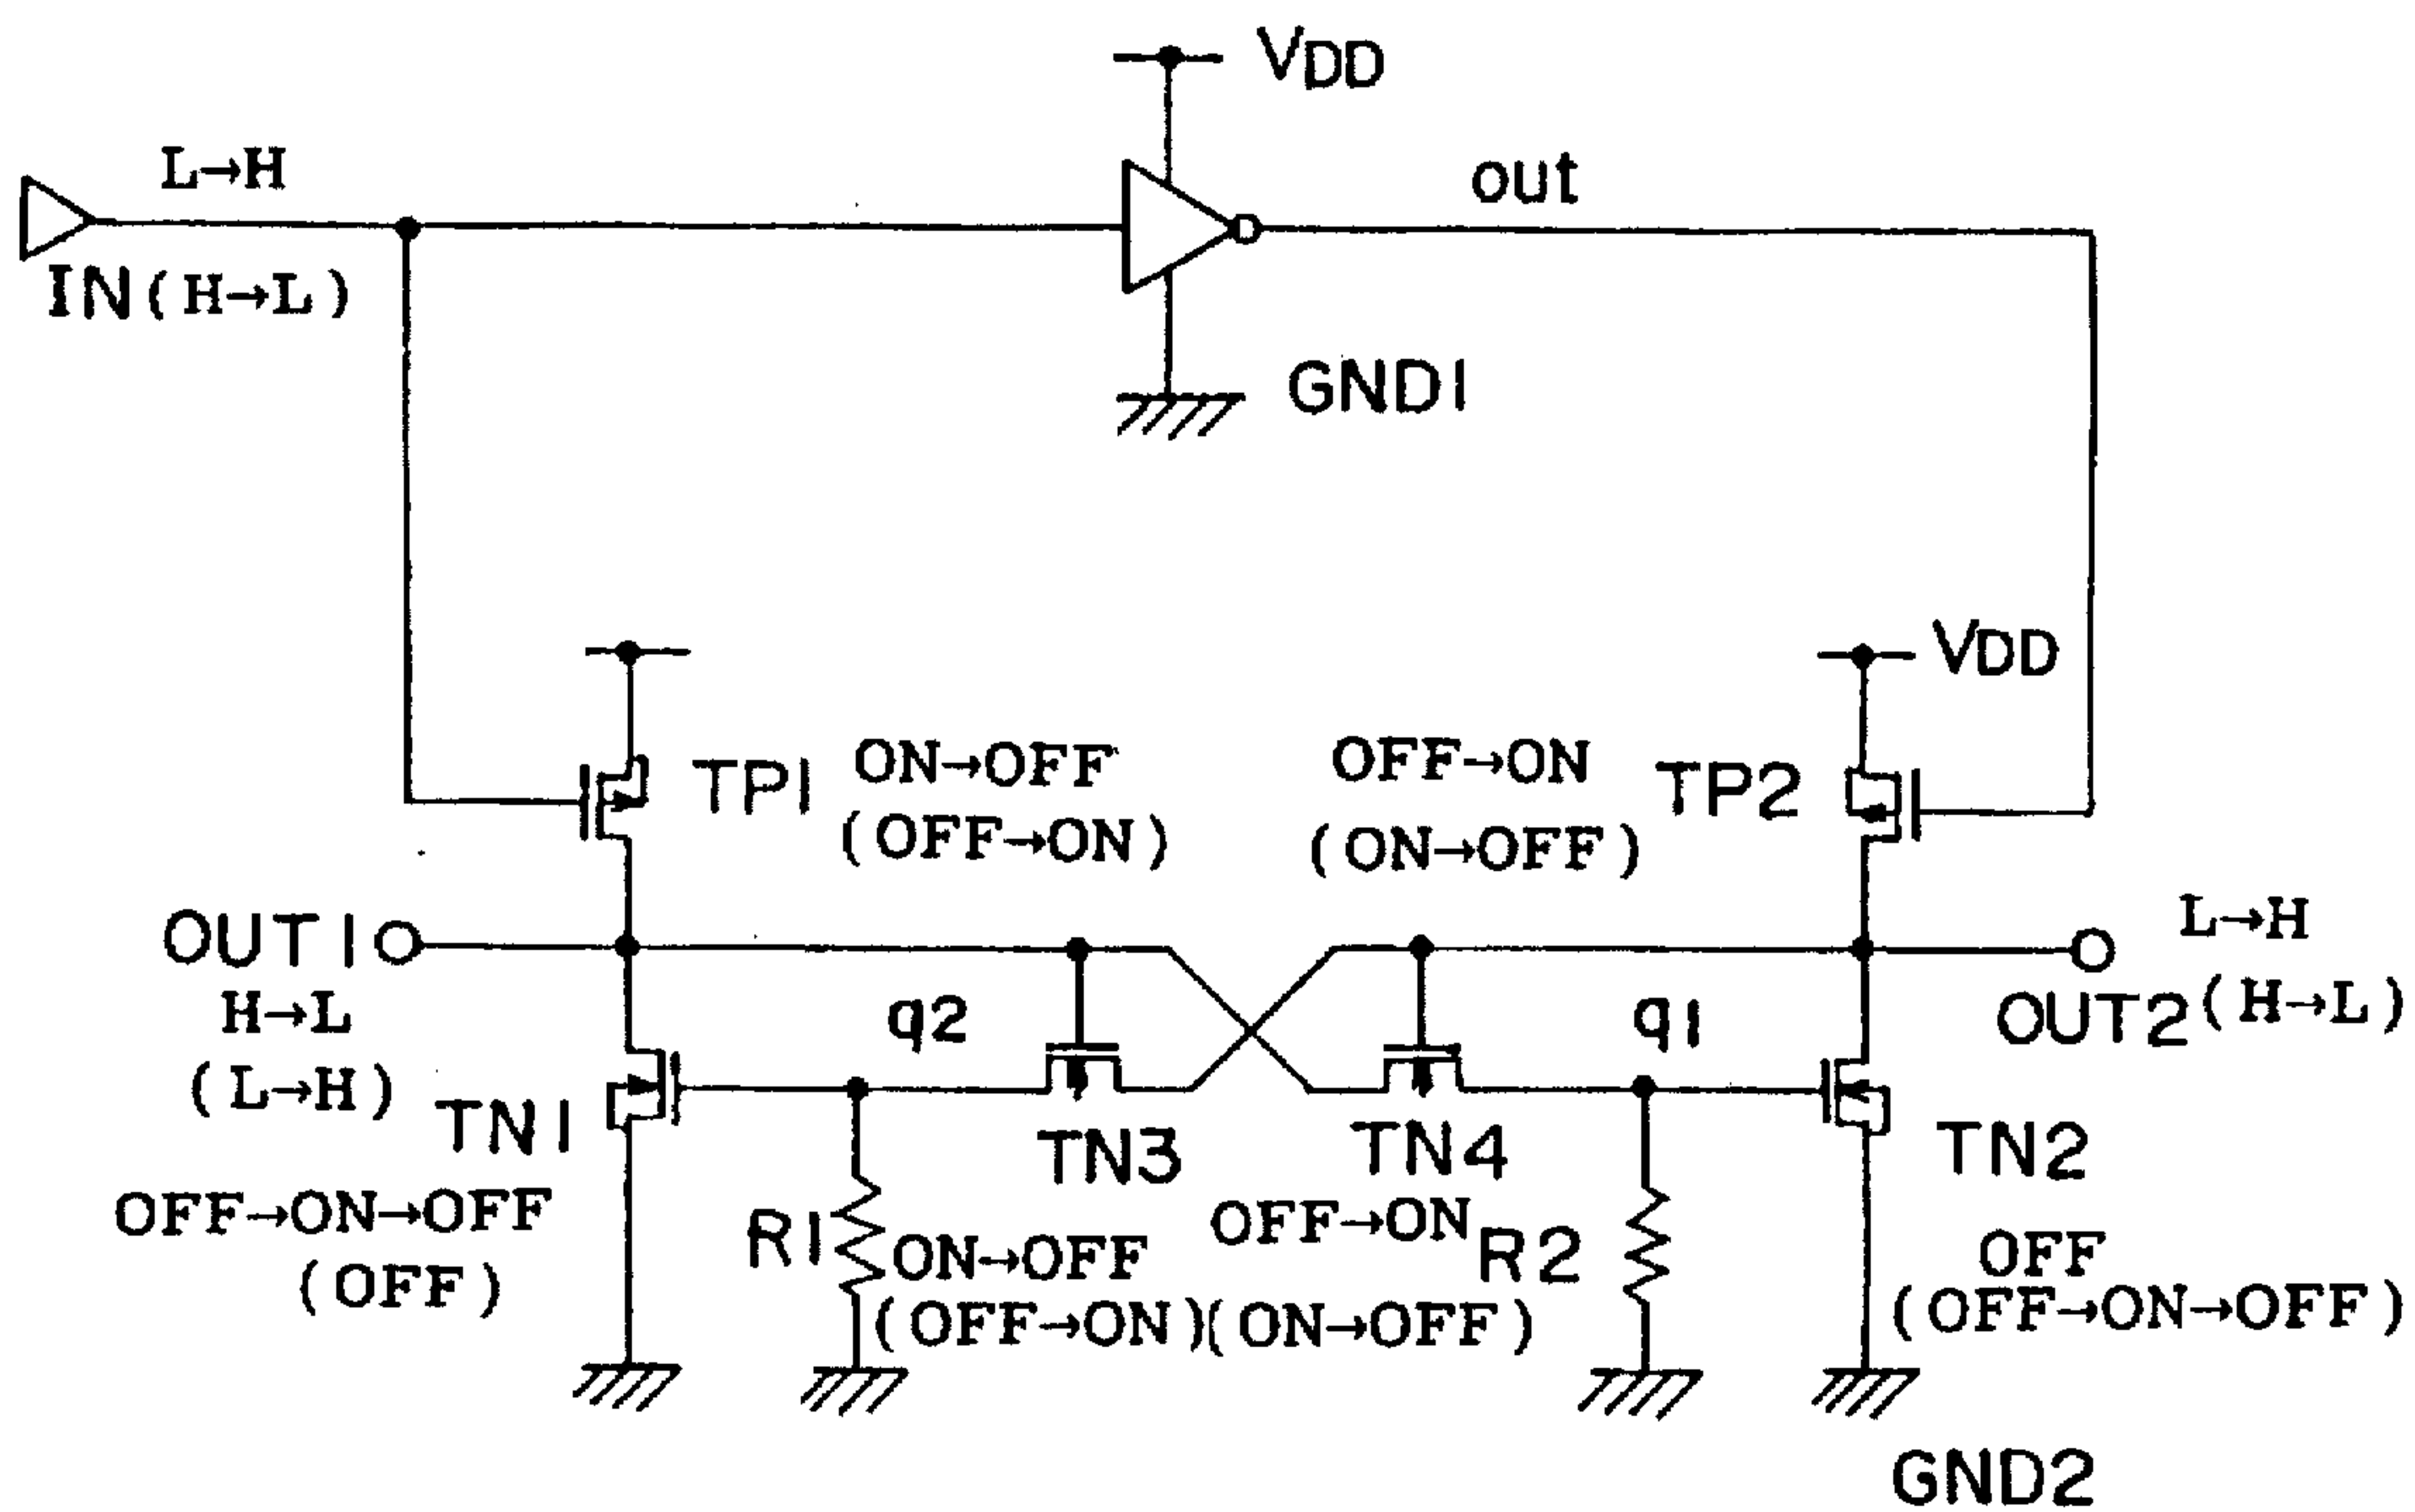 VDD
L→H
out
IN(H→L)
GND1
VDD
TP1 ON→OFF
(OFF→ON)
OFF→ON
(ON→OFF)
TP2
OUT1
H→L
(L→H)
L→H
OUT2(H→L)
q2
q1
TN1
OFF→ON→OFF
(OFF)
TN3
TN4
TN2
R1
ON→OFF
(OFF→ON)
OFF→ON
(ON→OFF)
R2
OFF
(OFF→ON→OFF)
GND2